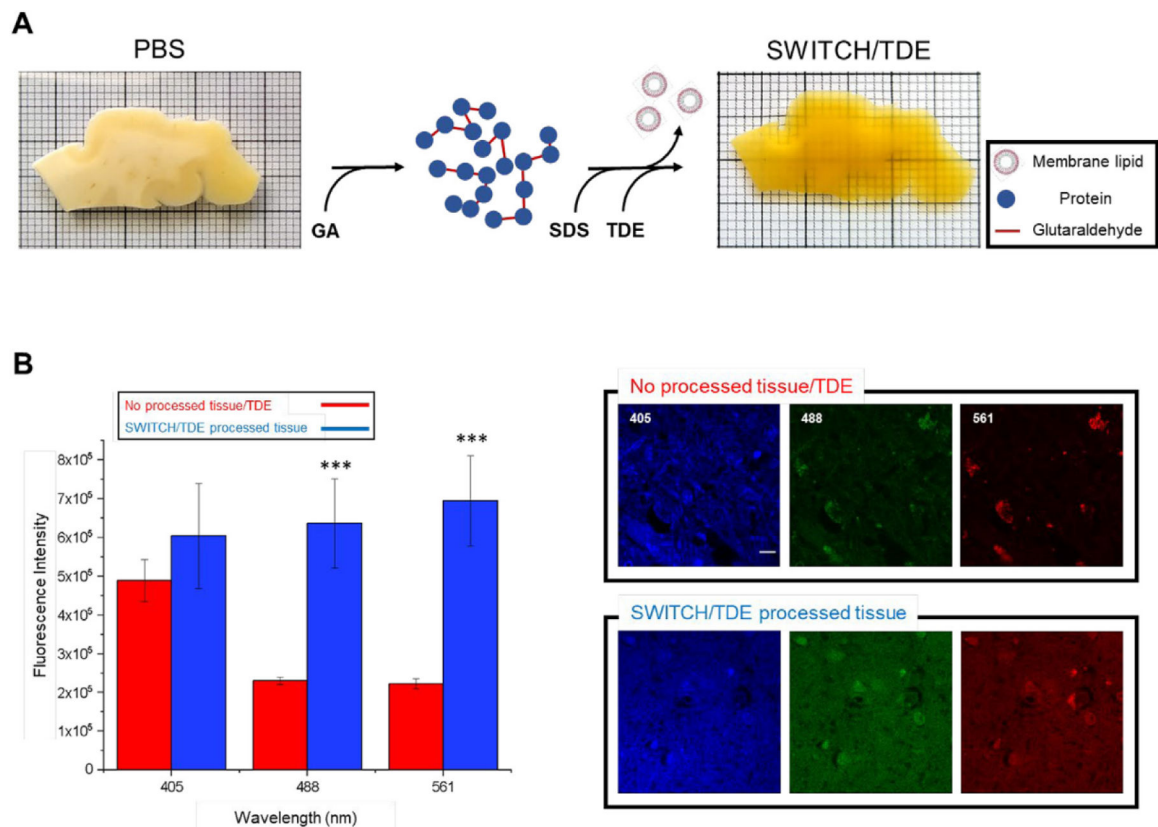 A
PBS
SWITCH/TDE
GA
SDS TDE
Membrane lipid
Protein
Glutaraldehyde
B
No processed tissue/TDE
SWITCH/TDE processed tissue
***
***
8x10⁵
7x10⁵
6x10⁵
5x10⁵
4x10⁵
3x10⁵
2x10⁵
1x10⁵
0
Fluorescence Intensity
405
488
561
Wavelength (nm)
No processed tissue/TDE
405
488
561
SWITCH/TDE processed tissue